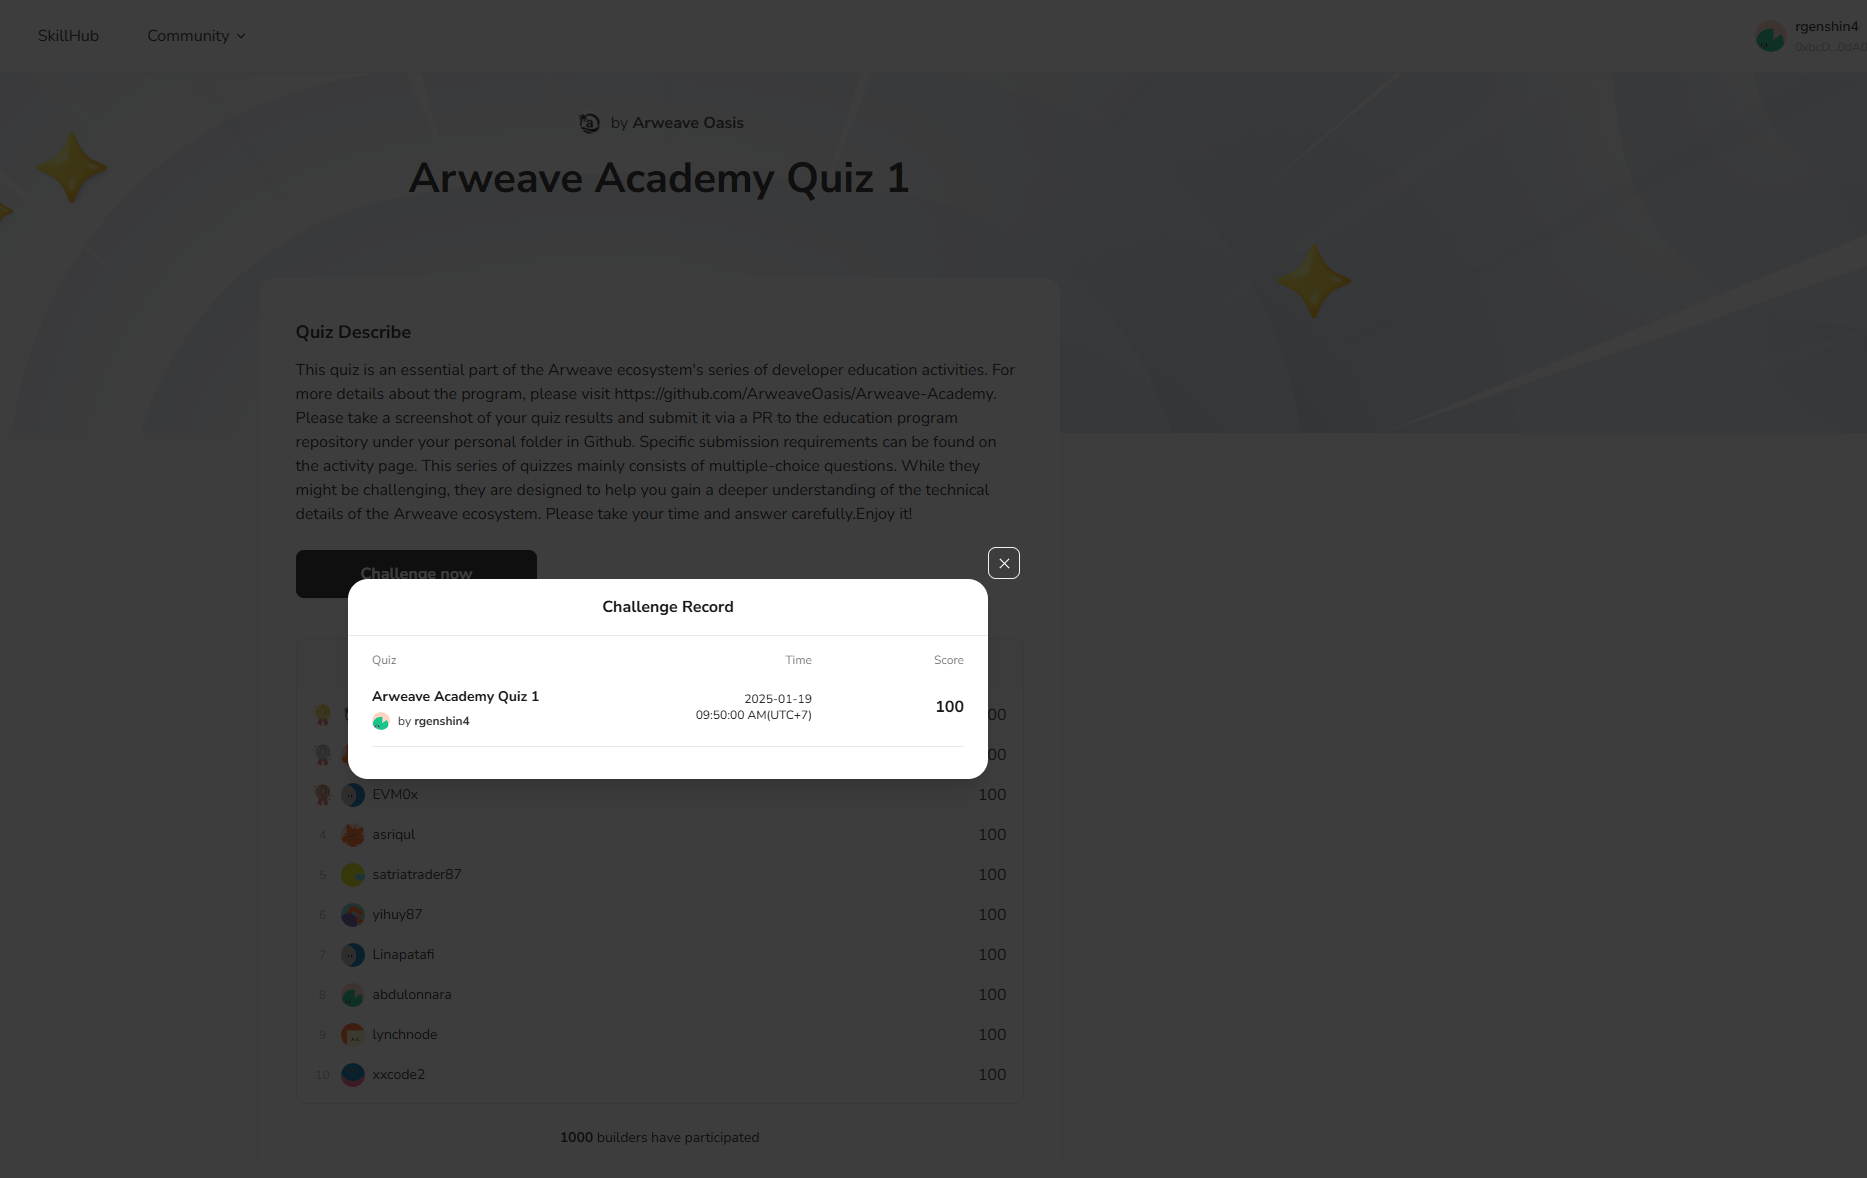 SkillHub
Community
rgenshin4
by Arweave Oasis
Arweave Academy Quiz 1
Quiz Describe
This quiz is an essential part of the Arweave ecosystem's series of developer education activities. For
more details about the program, please visit https://github.com/ArweaveOasis/Arweave-Academy.
Please take a screenshot of your quiz results and submit it via a PR to the education program
repository under your personal folder in Github. Specific submission requirements can be found on
the activity page. This series of quizzes mainly consists of multiple-choice questions. While they
might be challenging, they are designed to help you gain a deeper understanding of the technical
details of the Arweave ecosystem. Please take your time and answer carefully.Enjoy it!
Challenge now
Challenge Record
Quiz Time Score
Arweave Academy Quiz 1
by rgenshin4
2025-01-19
09:50:00 AM(UTC+7)
100
EVM0x 100
4 asriqul 100
5 satriatrader87 100
6 yihuy87 100
7 Linapatafi 100
8 abdulonnara 100
9 lynchnode 100
10 xxcode2 100
1000 builders have participated